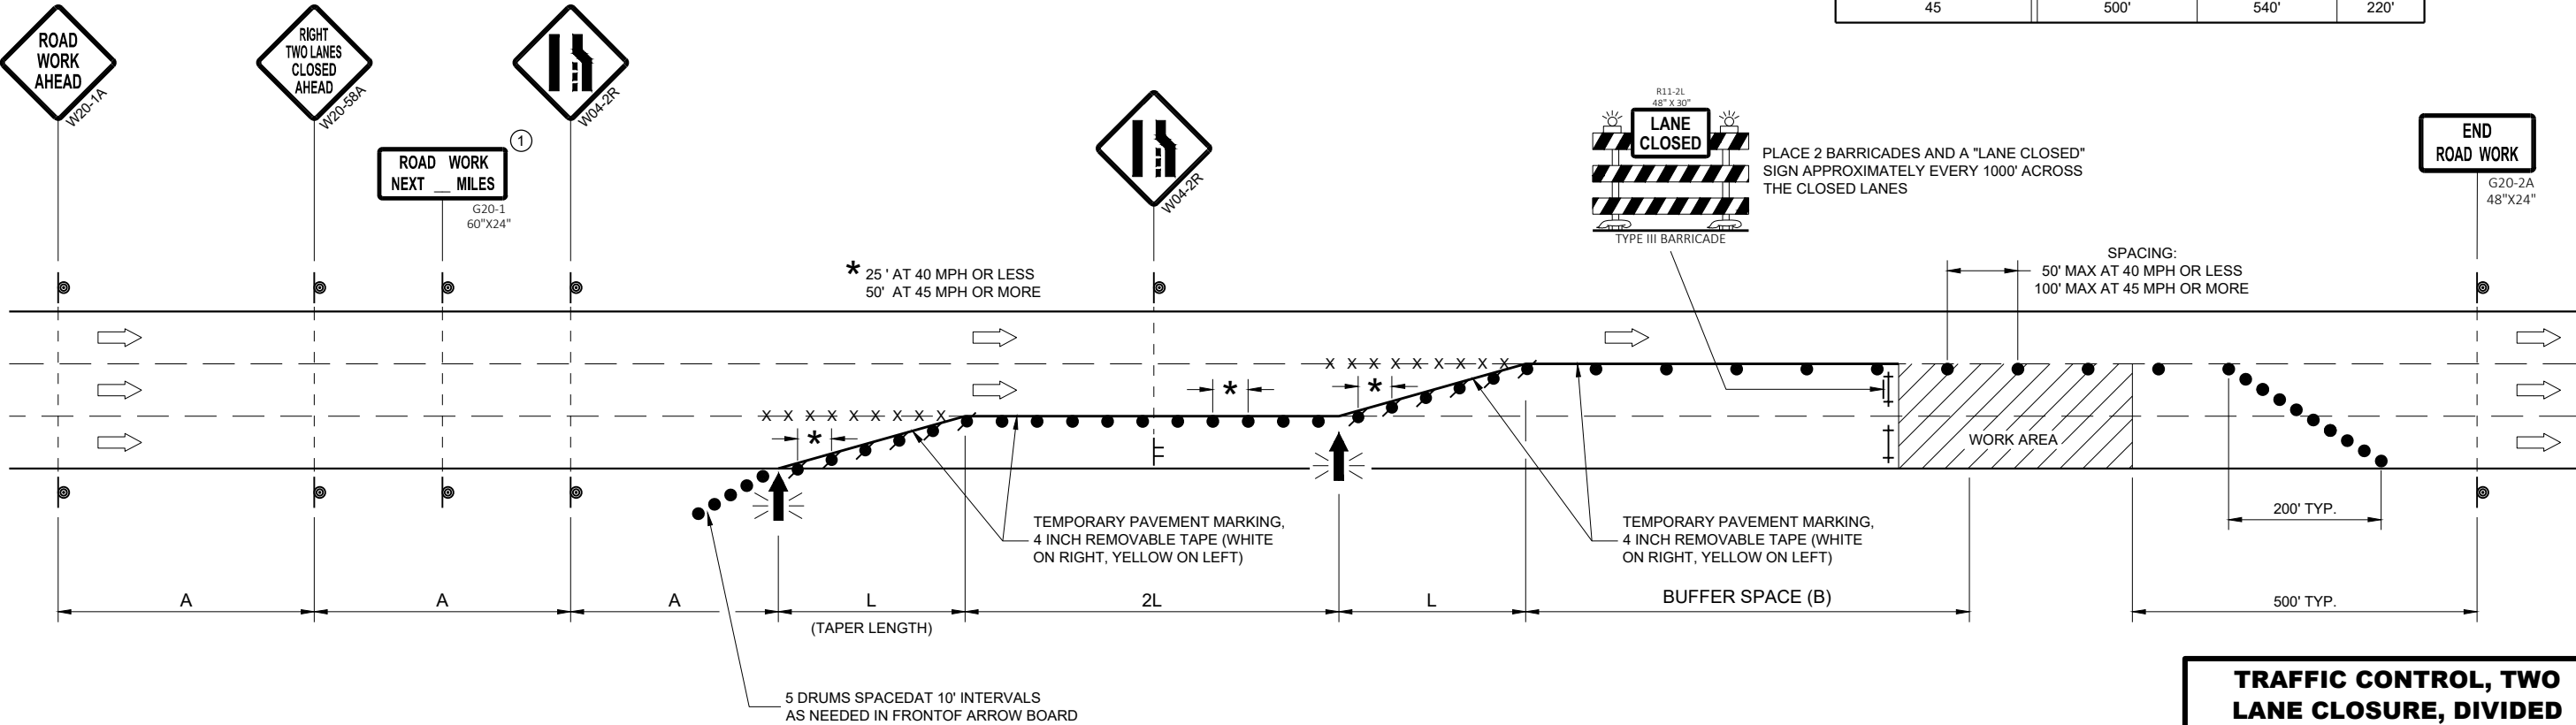 45 500' 540' 220'
ROAD
WORK
AHEAD
W20-1A
RIGHT
TWO LANES
CLOSED
AHEAD
W20-58A
W04-2R
1
ROAD WORK
NEXT __ MILES
G20-1
60"X24"
W04-2R
R11-2L
48" X 30"
LANE
CLOSED
TYPE III BARRICADE
PLACE 2 BARRICADES AND A "LANE CLOSED"
SIGN APPROXIMATELY EVERY 1000' ACROSS
THE CLOSED LANES
END
ROAD WORK
G20-2A
48"X24"
* 25 ' AT 40 MPH OR LESS
50' AT 45 MPH OR MORE
SPACING:
50' MAX AT 40 MPH OR LESS
100' MAX AT 45 MPH OR MORE
X X X X X X X X X
X X X X X X X X X
*
*
*
WORK AREA
TEMPORARY PAVEMENT MARKING,
4 INCH REMOVABLE TAPE (WHITE
ON RIGHT, YELLOW ON LEFT)
TEMPORARY PAVEMENT MARKING,
4 INCH REMOVABLE TAPE (WHITE
ON RIGHT, YELLOW ON LEFT)
200' TYP.
A A A L 2L L BUFFER SPACE (B) 500' TYP.
(TAPER LENGTH)
5 DRUMS SPACEDAT 10' INTERVALS
AS NEEDED IN FRONTOF ARROW BOARD
TRAFFIC CONTROL, TWO
LANE CLOSURE, DIVIDED